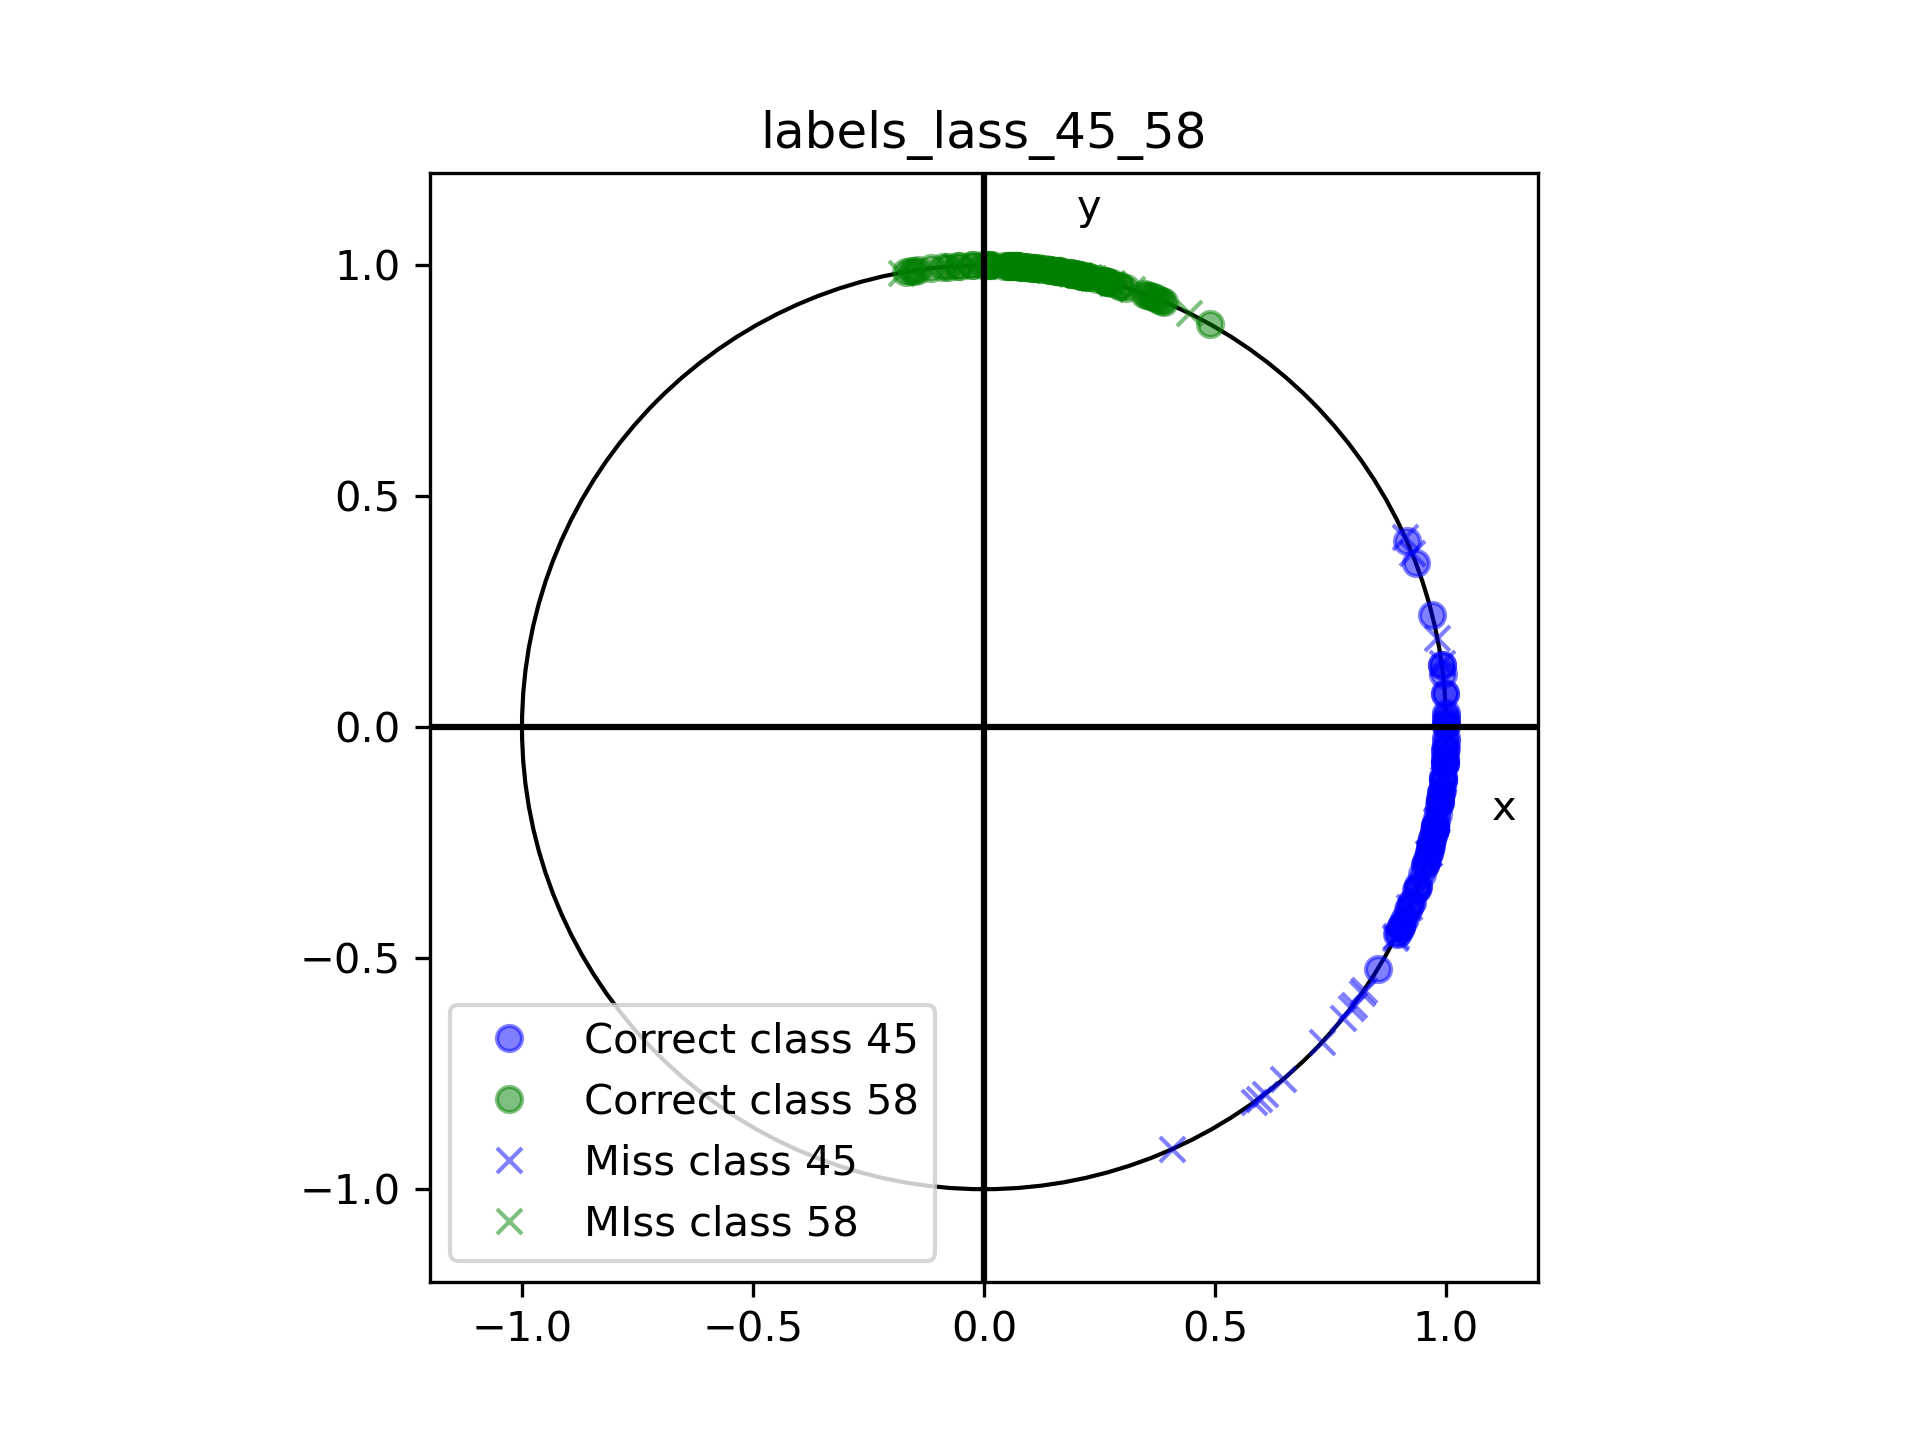 labels_lass_45_58
y
1.0
0.5
0.0
x
−0.5
−1.0
Correct class 45
Correct class 58
Miss class 45
MIss class 58
−1.0 −0.5 0.0 0.5 1.0